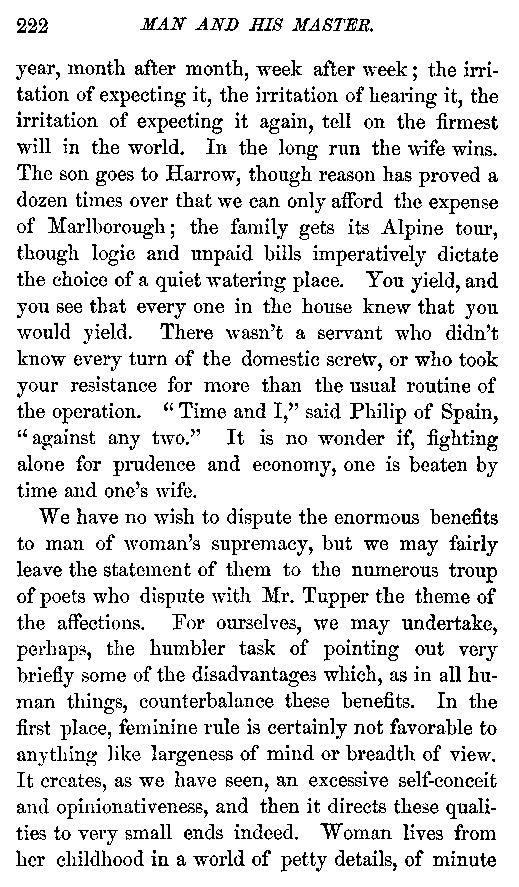 222 MAN AND HIS MASTER.
year, month after month, week after week; the irri-
tation of expecting it, the irritation of hearing it, the
irritation of expecting it again, tell on the firmest
will in the world. In the long run the wife wins.
The son goes to Harrow, though reason has proved a
dozen times over that we can only afford the expense
of Marlborough; the family gets its Alpine tour,
though logic and unpaid bills imperatively dictate
the choice of a quiet watering place. You yield, and
you see that every one in the house knew that you
would yield. There wasn't a servant who didn't
know every turn of the domestic screw, or who took
your resistance for more than the usual routine of
the operation. "Time and I," said Philip of Spain,
"against any two." It is no wonder if, fighting
alone for prudence and economy, one is beaten by
time and one's wife.
We have no wish to dispute the enormous benefits
to man of woman's supremacy, but we may fairly
leave the statement of them to the numerous troup
of poets who dispute with Mr. Tupper the theme of
the affections. For ourselves, we may undertake,
perhaps, the humbler task of pointing out very
briefly some of the disadvantages which, as in all hu-
man things, counterbalance these benefits. In the
first place, feminine rule is certainly not favorable to
anything like largeness of mind or breadth of view.
It creates, as we have seen, an excessive self-conceit
and opinionativeness, and then it directs these quali-
ties to very small ends indeed. Woman lives from
her childhood in a world of petty details, of minute